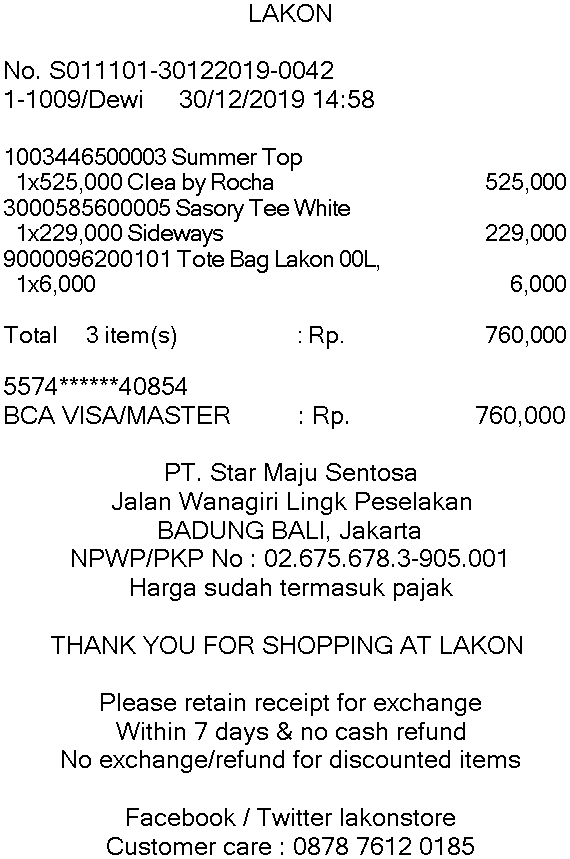 LAKON
No. S011101-30122019-0042
1-1009/Dewi 30/12/2019 14:58
1003446500003 Summer Top
1x525,000 Clea by Rocha 525,000
3000585600005 Sasory Tee White
1x229,000 Sideways 229,000
9000096200101 Tote Bag Lakon 00L,
1x6,000 6,000
Total 3 item(s) : Rp. 760,000
5574******40854
BCA VISA/MASTER : Rp. 760,000
PT. Star Maju Sentosa
Jalan Wanagiri Lingk Peselakan
BADUNG BALI, Jakarta
NPWP/PKP No : 02.675.678.3-905.001
Harga sudah termasuk pajak
THANK YOU FOR SHOPPING AT LAKON
Please retain receipt for exchange
Within 7 days & no cash refund
No exchange/refund for discounted items
Facebook / Twitter lakonstore
Customer care : 0878 7612 0185